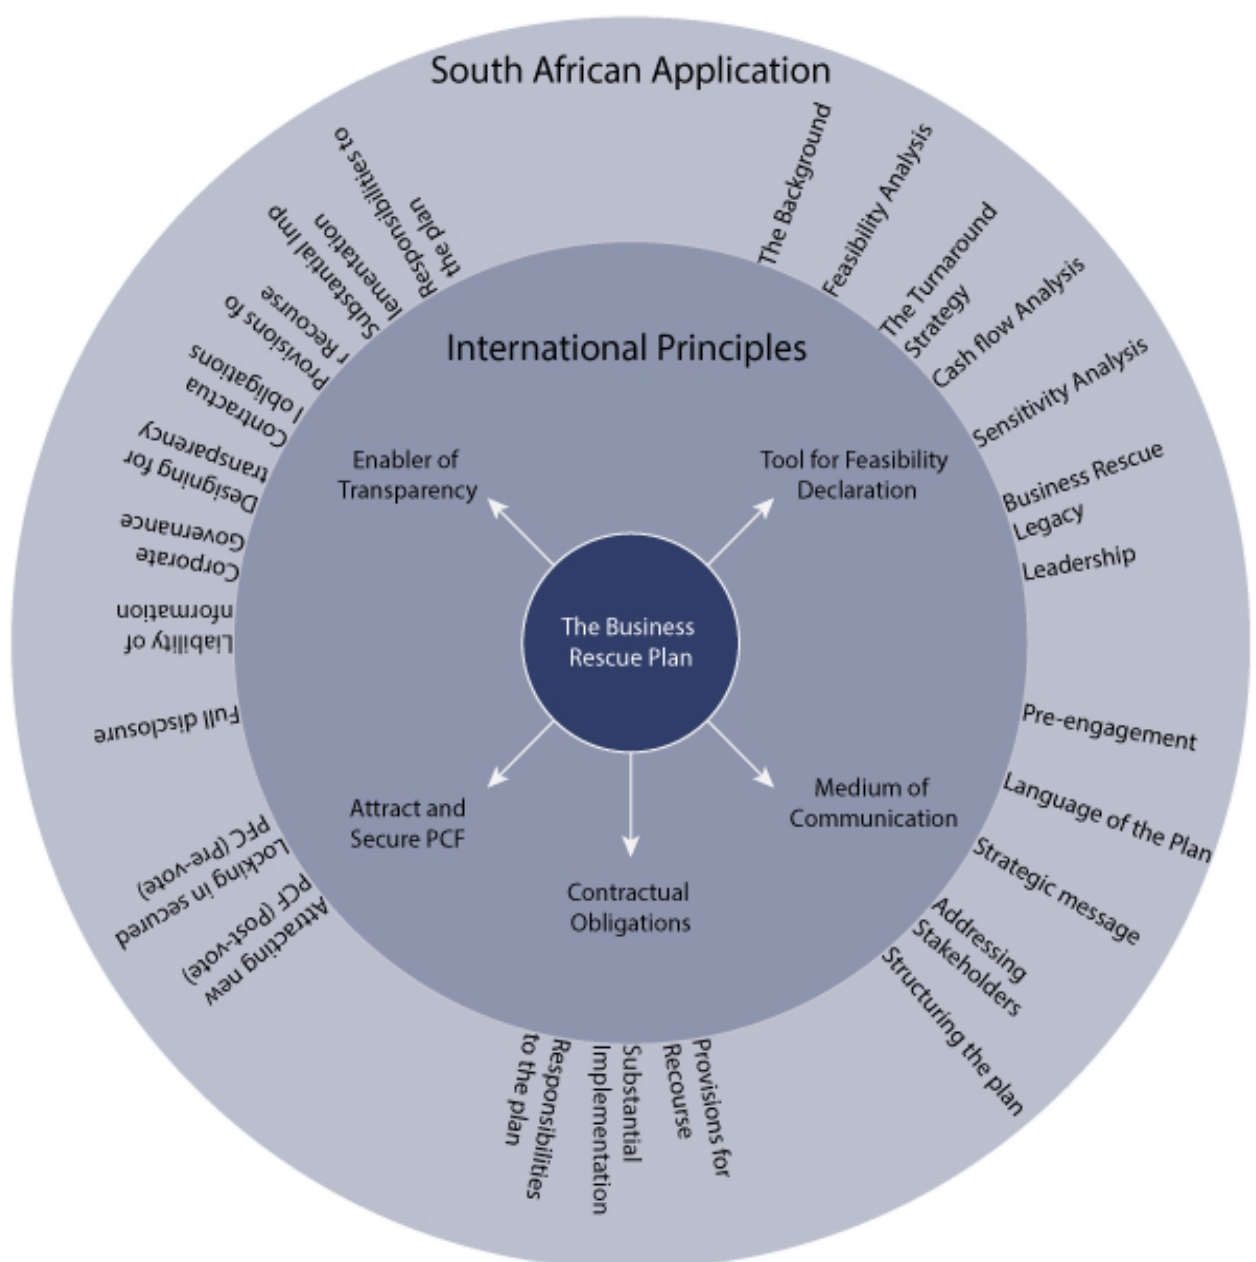 South African Application
International Principles
The Business
Rescue Plan
Enabler of
Transparency
Tool for Feasibility
Declaration
Medium of
Communication
Contractual
Obligations
Attract and
Secure PCF
The Background
Feasibility Analysis
The Turnaround
Strategy
Cash flow Analysis
Sensitivity Analysis
Business Rescue
Legacy
Leadership
Pre-engagement
Language of the Plan
Strategic message
Addressing
Stakeholders
Structuring the plan
Provisions for
Recourse
Substantial
Implementation
Responsibilities
to the plan
Attracting new
PCF (Post-vote)
Locking in secured
PFC (Pre-vote)
Full disclosure
Liability of
nformation
Corporate
Governance
Designing for
transparency
Contractua
l obligations
Provisions fo
r Recourse
Substantial Imp
lementation
Responsibilities to
the plan